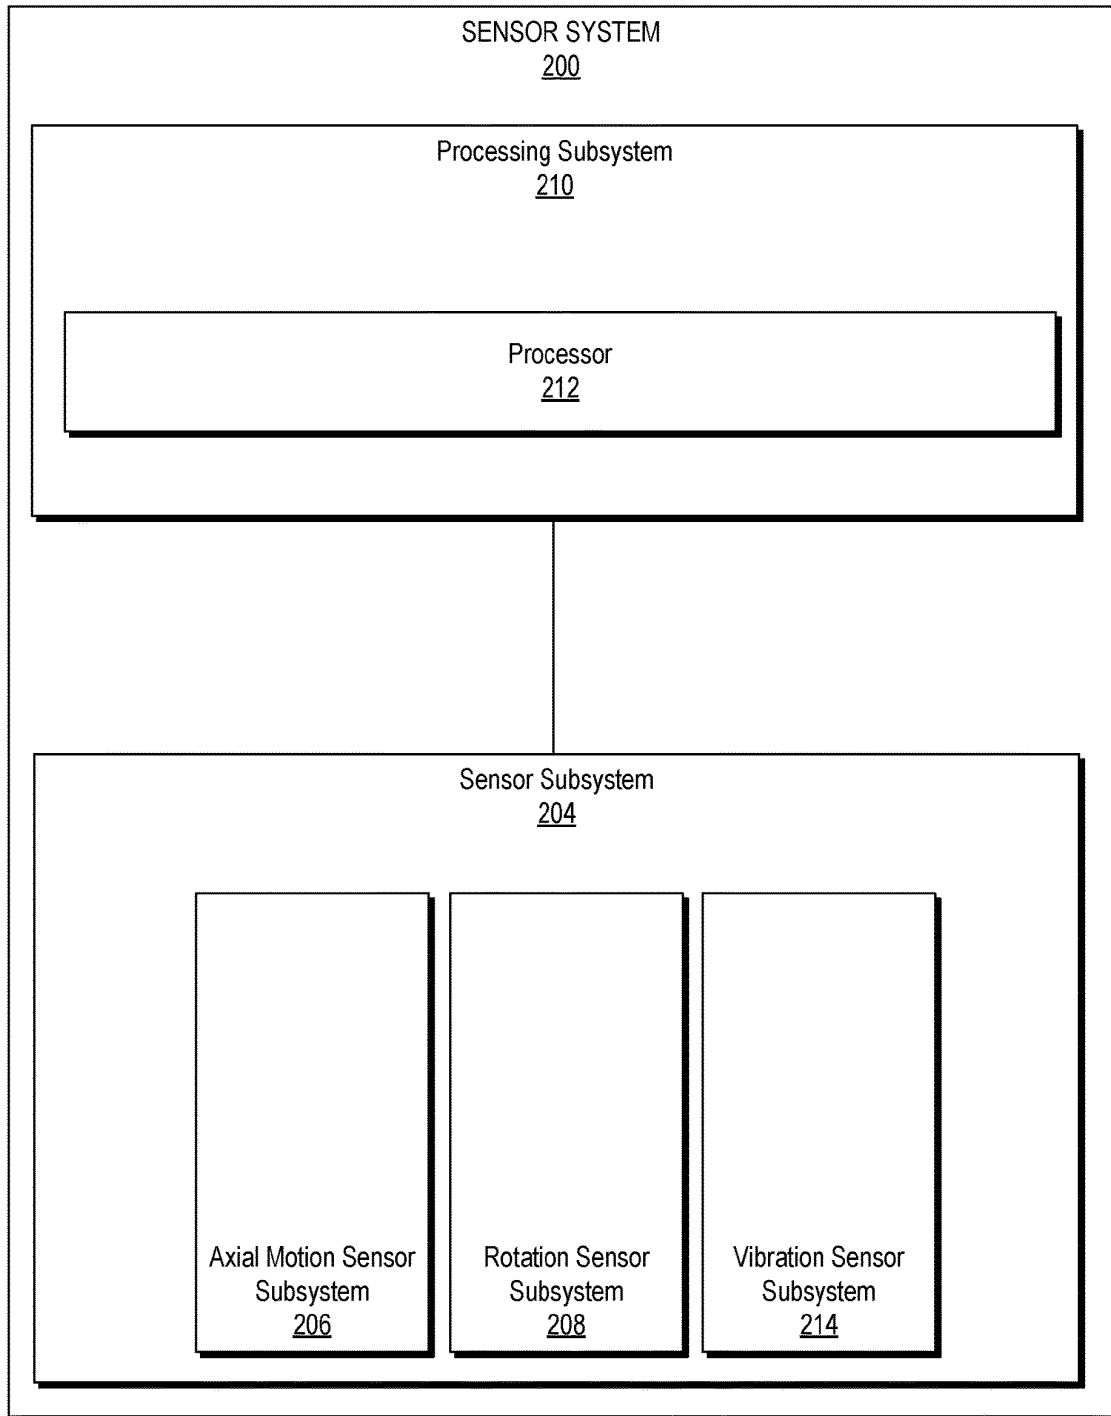 SENSOR SYSTEM
200
Processing Subsystem
210
Processor
212
Sensor Subsystem
204
Axial Motion Sensor
Subsystem
206
Rotation Sensor
Subsystem
208
Vibration Sensor
Subsystem
214